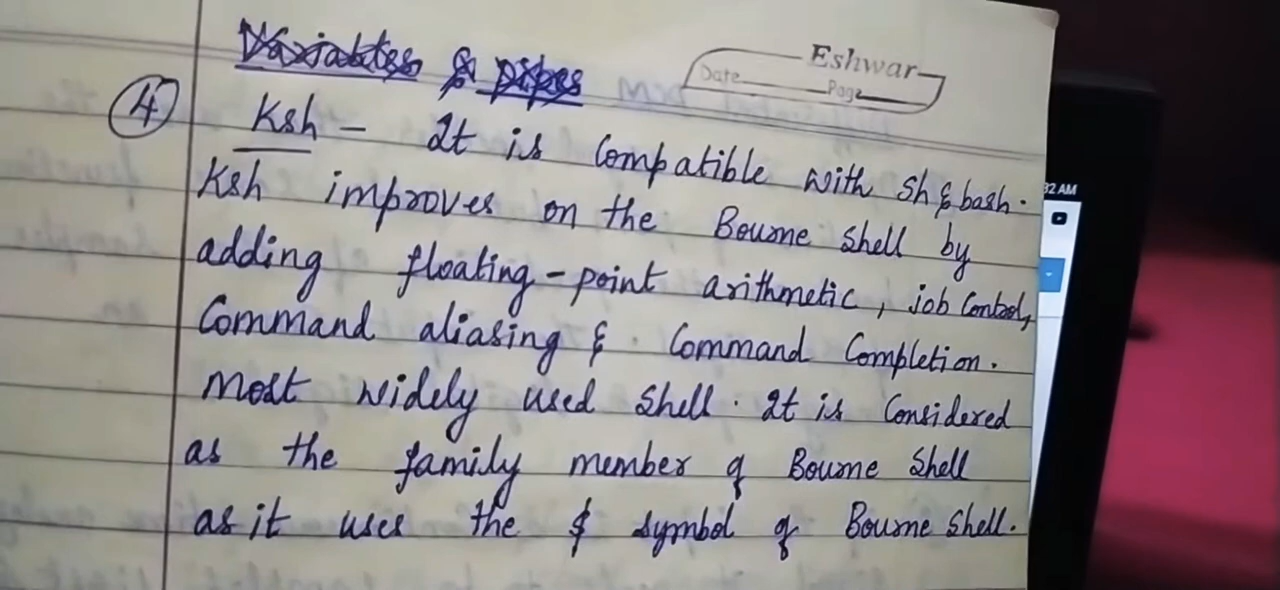 Variables & pipes
Eshwar
Date
Page
4
Ksh - It is Compatible with Sh & bash.
Ksh improves on the Bourne Shell by
adding floating-point arithmetic, job Control,
Command aliasing & Command Completion.
Most widely used Shell. It is Considered
as the family member of Bourne Shell
as it uses the $ symbol of Bourne Shell.
32 AM